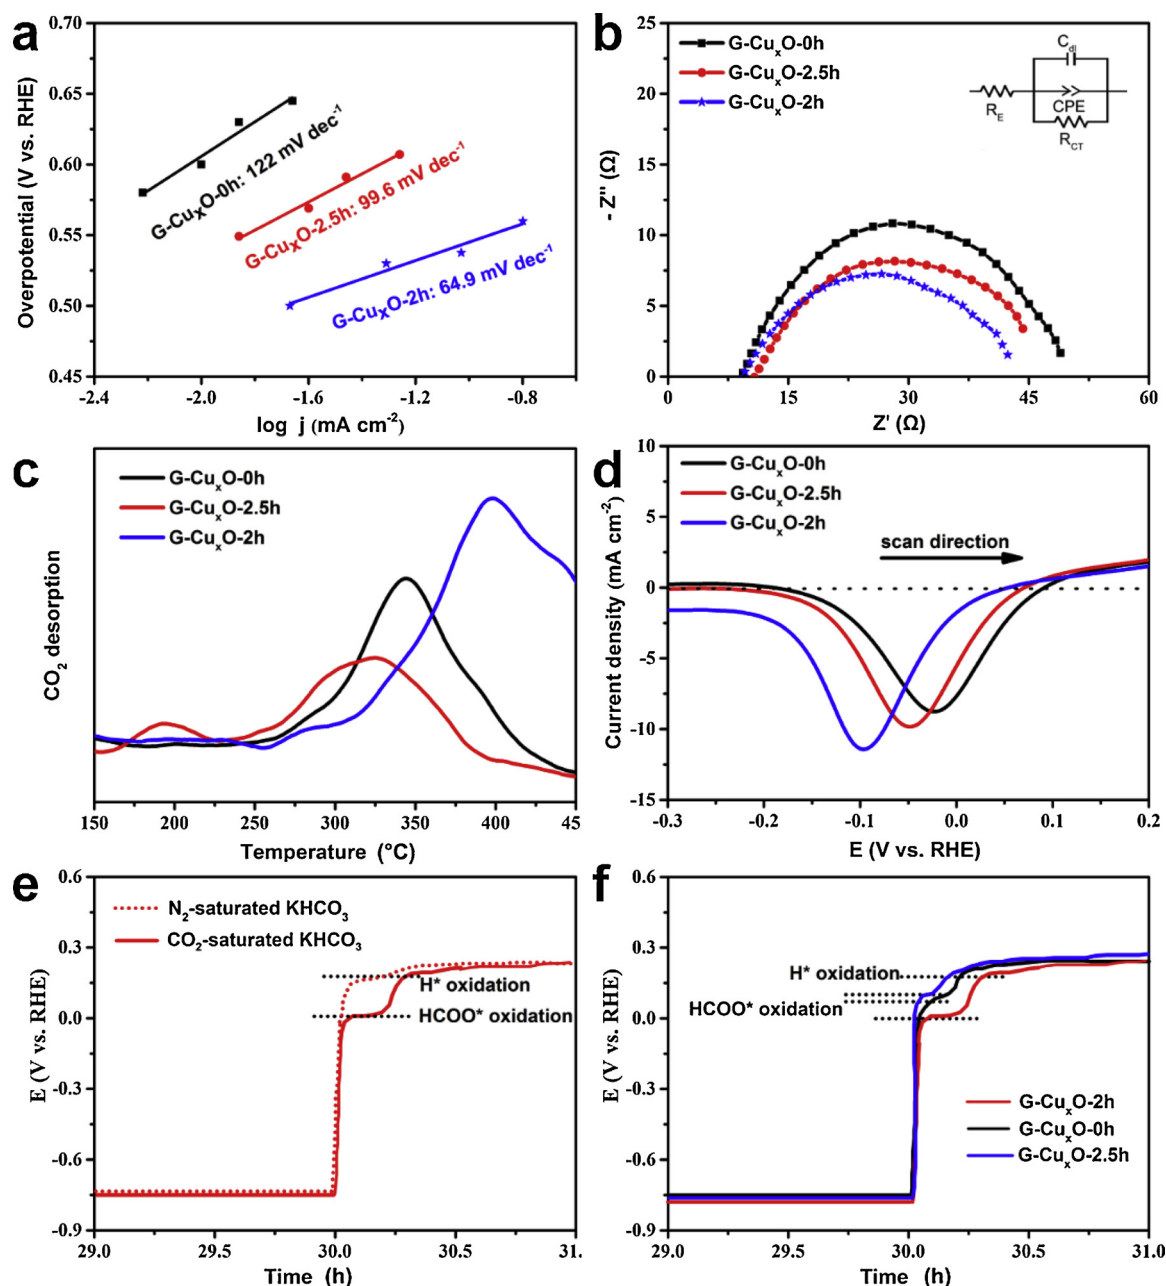 a
0.70
0.65
0.60
0.55
0.50
0.45
Overpotential (V vs. RHE)
G-CuxO-0h: 122 mV dec⁻¹
G-CuxO-2.5h: 99.6 mV dec⁻¹
G-CuxO-2h: 64.9 mV dec⁻¹
-2.4 -2.0 -1.6 -1.2 -0.8
log j (mA cm⁻²)
b
25
20
15
10
5
0
- Z'' (Ω)
G-CuxO-0h
G-CuxO-2.5h
G-CuxO-2h
Cdl
RE
CPE
RCT
0 15 30 45 60
Z' (Ω)
c
CO₂ desorption
G-CuxO-0h
G-CuxO-2.5h
G-CuxO-2h
150 200 250 300 350 400 45
Temperature (°C)
d
10
5
0
-5
-10
-15
Current density (mA cm⁻²)
G-CuxO-0h
G-CuxO-2.5h
G-CuxO-2h
scan direction
-0.3 -0.2 -0.1 0.0 0.1 0.2
E (V vs. RHE)
e
0.6
0.3
0.0
-0.3
-0.6
-0.9
E (V vs. RHE)
N₂-saturated KHCO₃
CO₂-saturated KHCO₃
H* oxidation
HCOO* oxidation
29.0 29.5 30.0 30.5 31.
Time (h)
f
0.6
0.3
0.0
-0.3
-0.6
-0.9
E (V vs. RHE)
H* oxidation
HCOO* oxidation
G-CuxO-2h
G-CuxO-0h
G-CuxO-2.5h
29.0 29.5 30.0 30.5 31.0
Time (h)